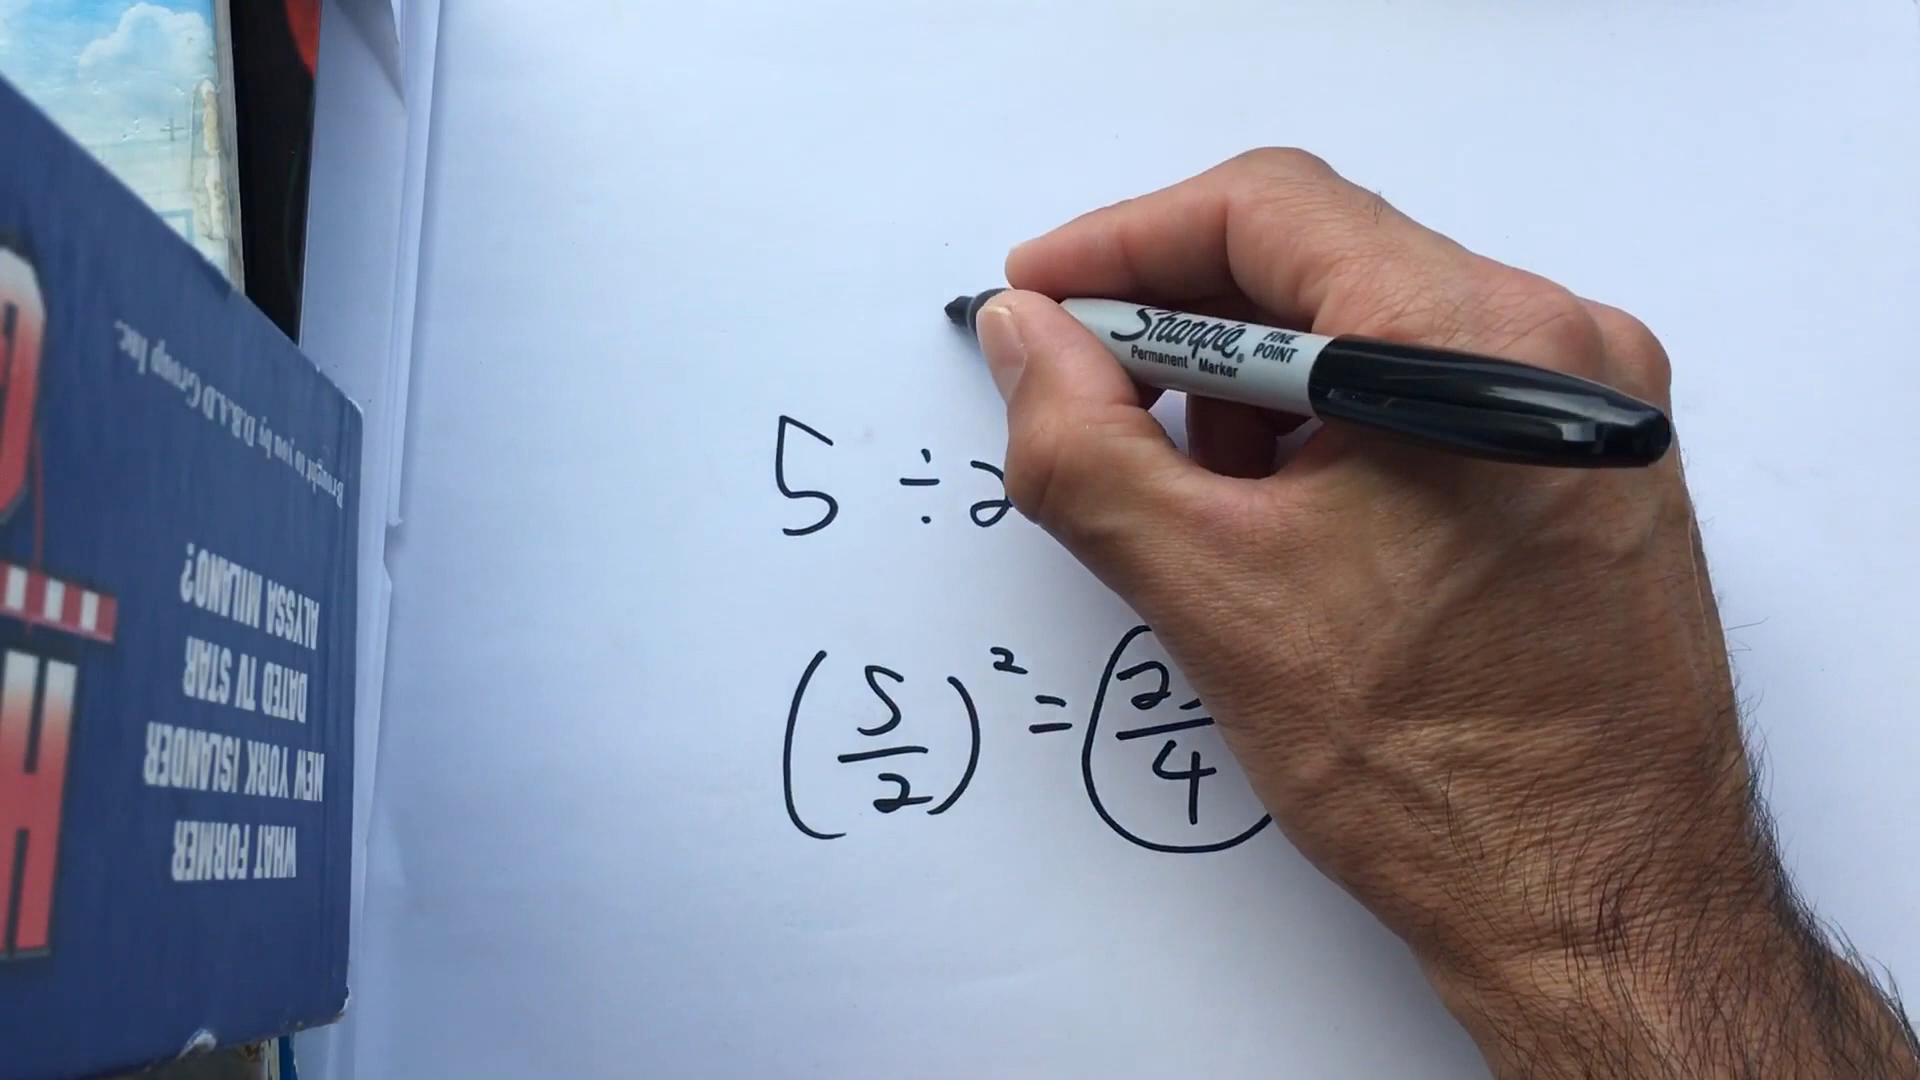 5 ÷ 2
(5/2)² = 2
4
Sharpie®
Permanent Marker
FINE POINT
Brought to you by D.B.A.D Group Inc.
WHAT FORMER
NEW YORK ISLANDER
DATED TV STAR
ALYSSA MILANO?
H